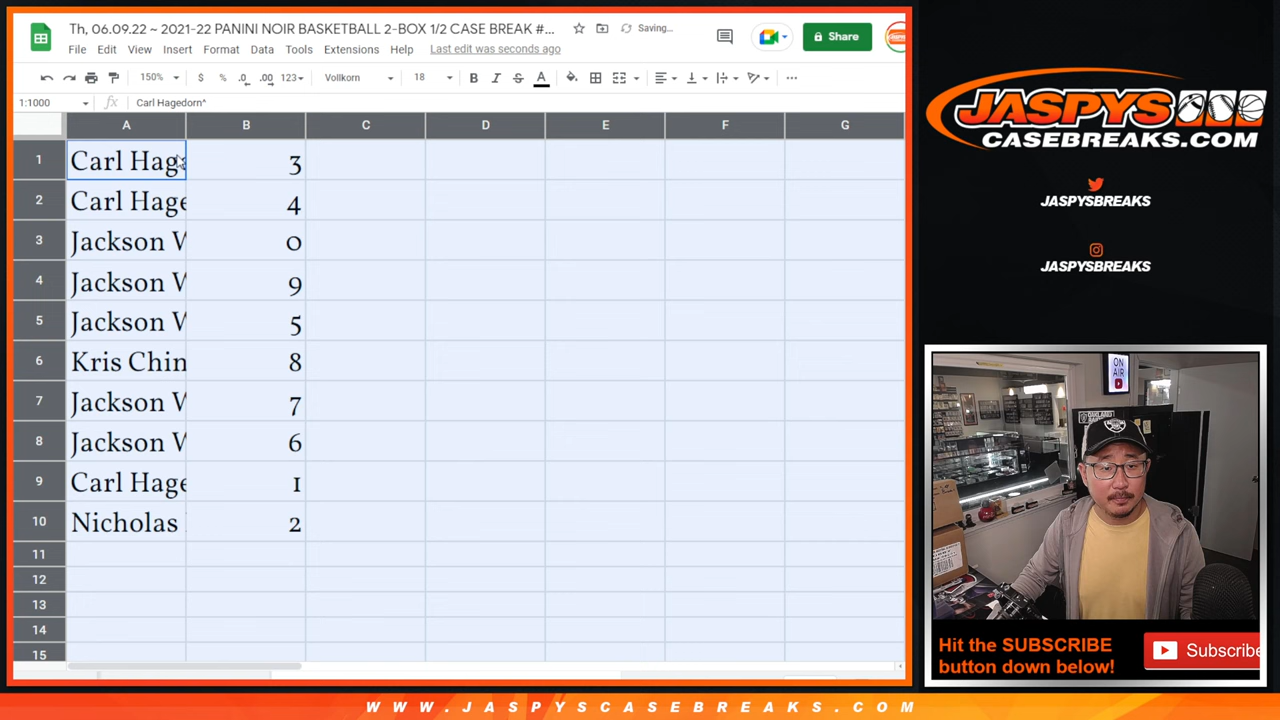 Th, 06.09.22 ~ 2021-22 PANINI NOIR BASKETBALL 2-BOX 1/2 CASE BREAK #...
Saving...
File Edit View Insert Format Data Tools Extensions Help Last edit was seconds ago
Share
150% $ % .0 .00 123 Vollkorn 18 B I S A
1:1000 fx Carl Hagedorn^
A B C D E F G
1 Carl Hag 3
2 Carl Hage 4
3 Jackson W 0
4 Jackson W 9
5 Jackson W 5
6 Kris Chin 8
7 Jackson W 7
8 Jackson W 6
9 Carl Hage 1
10 Nicholas 2
11
12
13
14
15
JASPYS
CASEBREAKS.COM
JASPYSBREAKS
JASPYSBREAKS
ON
AIR
Hit the SUBSCRIBE
button down below!
Subscribe
WWW.JASPYSCASEBREAKS.COM